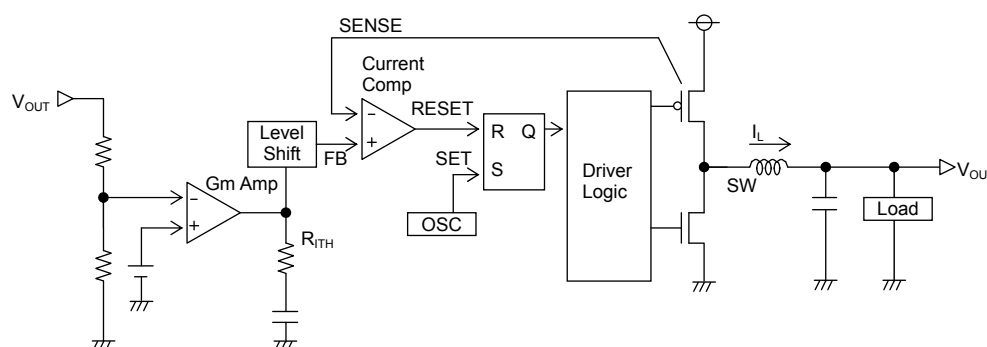 SENSE
Current
Comp
VOUT
RESET
Level
Shift
FB
R Q
S
SET
Gm Amp
OSC
RITH
Driver
Logic
IL
SW
VOU
Load